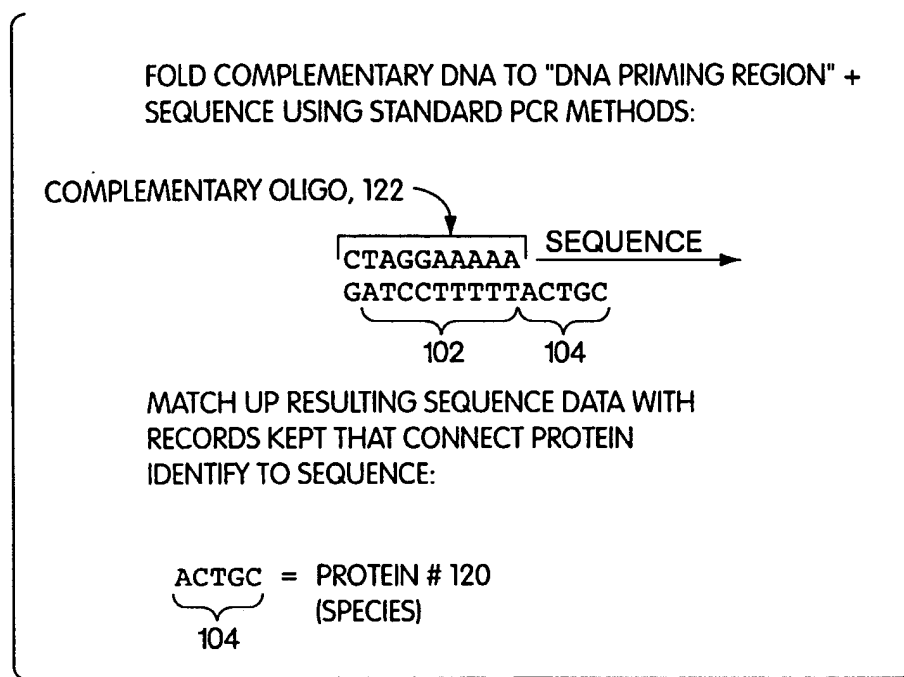 FOLD COMPLEMENTARY DNA TO "DNA PRIMING REGION" +
SEQUENCE USING STANDARD PCR METHODS:
COMPLEMENTARY OLIGO, 122
CTAGGAAAAA SEQUENCE
GATCCTTTTTACTGC
102 104
MATCH UP RESULTING SEQUENCE DATA WITH
RECORDS KEPT THAT CONNECT PROTEIN
IDENTIFY TO SEQUENCE:
ACTGC = PROTEIN # 120
(SPECIES)
104